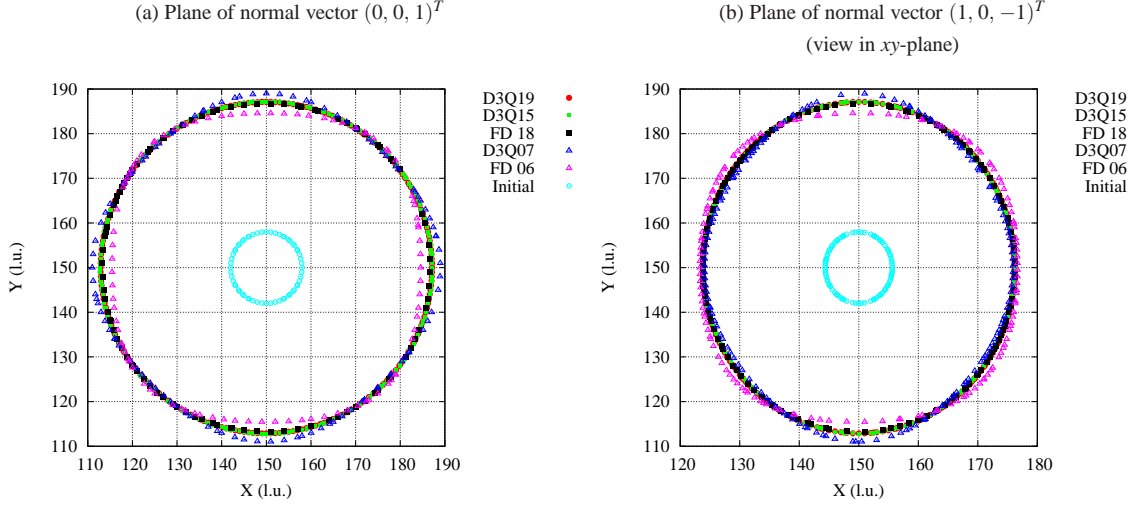 (a) Plane of normal vector (0, 0, 1)^T
(b) Plane of normal vector (1, 0, −1)^T
(view in xy-plane)
190
180
170
160
150
140
130
120
110
Y (l.u.)
110 120 130 140 150 160 170 180 190
X (l.u.)
D3Q19
D3Q15
FD 18
D3Q07
FD 06
Initial
190
180
170
160
150
140
130
120
110
Y (l.u.)
120 130 140 150 160 170 180
X (l.u.)
D3Q19
D3Q15
FD 18
D3Q07
FD 06
Initial